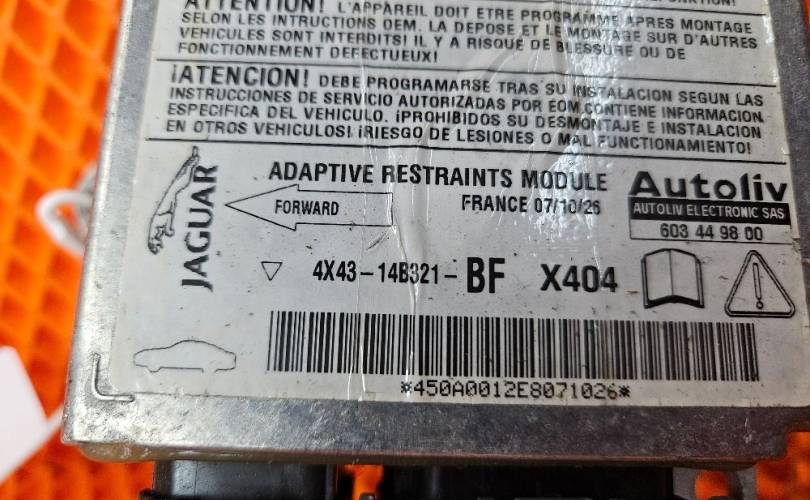 ATTENTION! L'APPAREIL DOIT ETRE PROGRAMME APRES MONTAGE
SELON LES INTRUCTIONS OEM. LA DEPOSE ET LE MONTAGE SUR D'AUTRES
VEHICULES SONT INTERDITS! IL Y A RISQUE DE BLESSURE OU DE
FONCTIONNEMENT DEFECTUEUX!
¡ATENCION! DEBE PROGRAMARSE TRAS SU INSTALACION SEGUN LAS
INSTRUCCIONES DE SERVICIO AUTORIZADAS POR EOM.CONTIENE INFORMACION
ESPECIFICA DEL VEHICULO. ¡PROHIBIDOS SU DESMONTAJE E INSTALACION
EN OTROS VEHICULOS! ¡RIESGO DE LESIONES O MAL FUNCIONAMIENTO!
JAGUAR
ADAPTIVE RESTRAINTS MODULE
FORWARD
FRANCE 07/10/26
Autoliv
AUTOLIV ELECTRONIC SAS
603 44 98 00
4X43-14B321-BF X404
*450A0012E8071026*